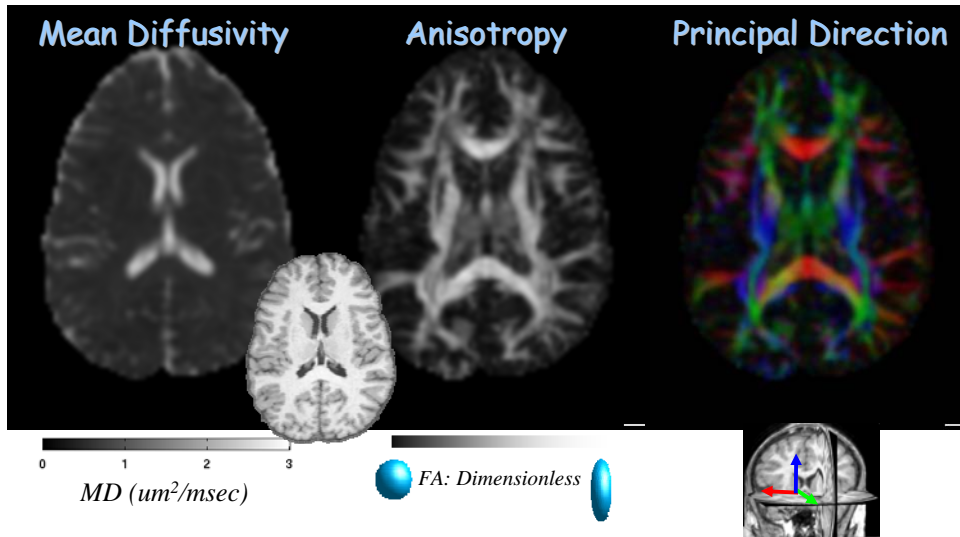 Mean Diffusivity
Anisotropy
Principal Direction
0 1 2 3
MD (um²/msec)
FA: Dimensionless